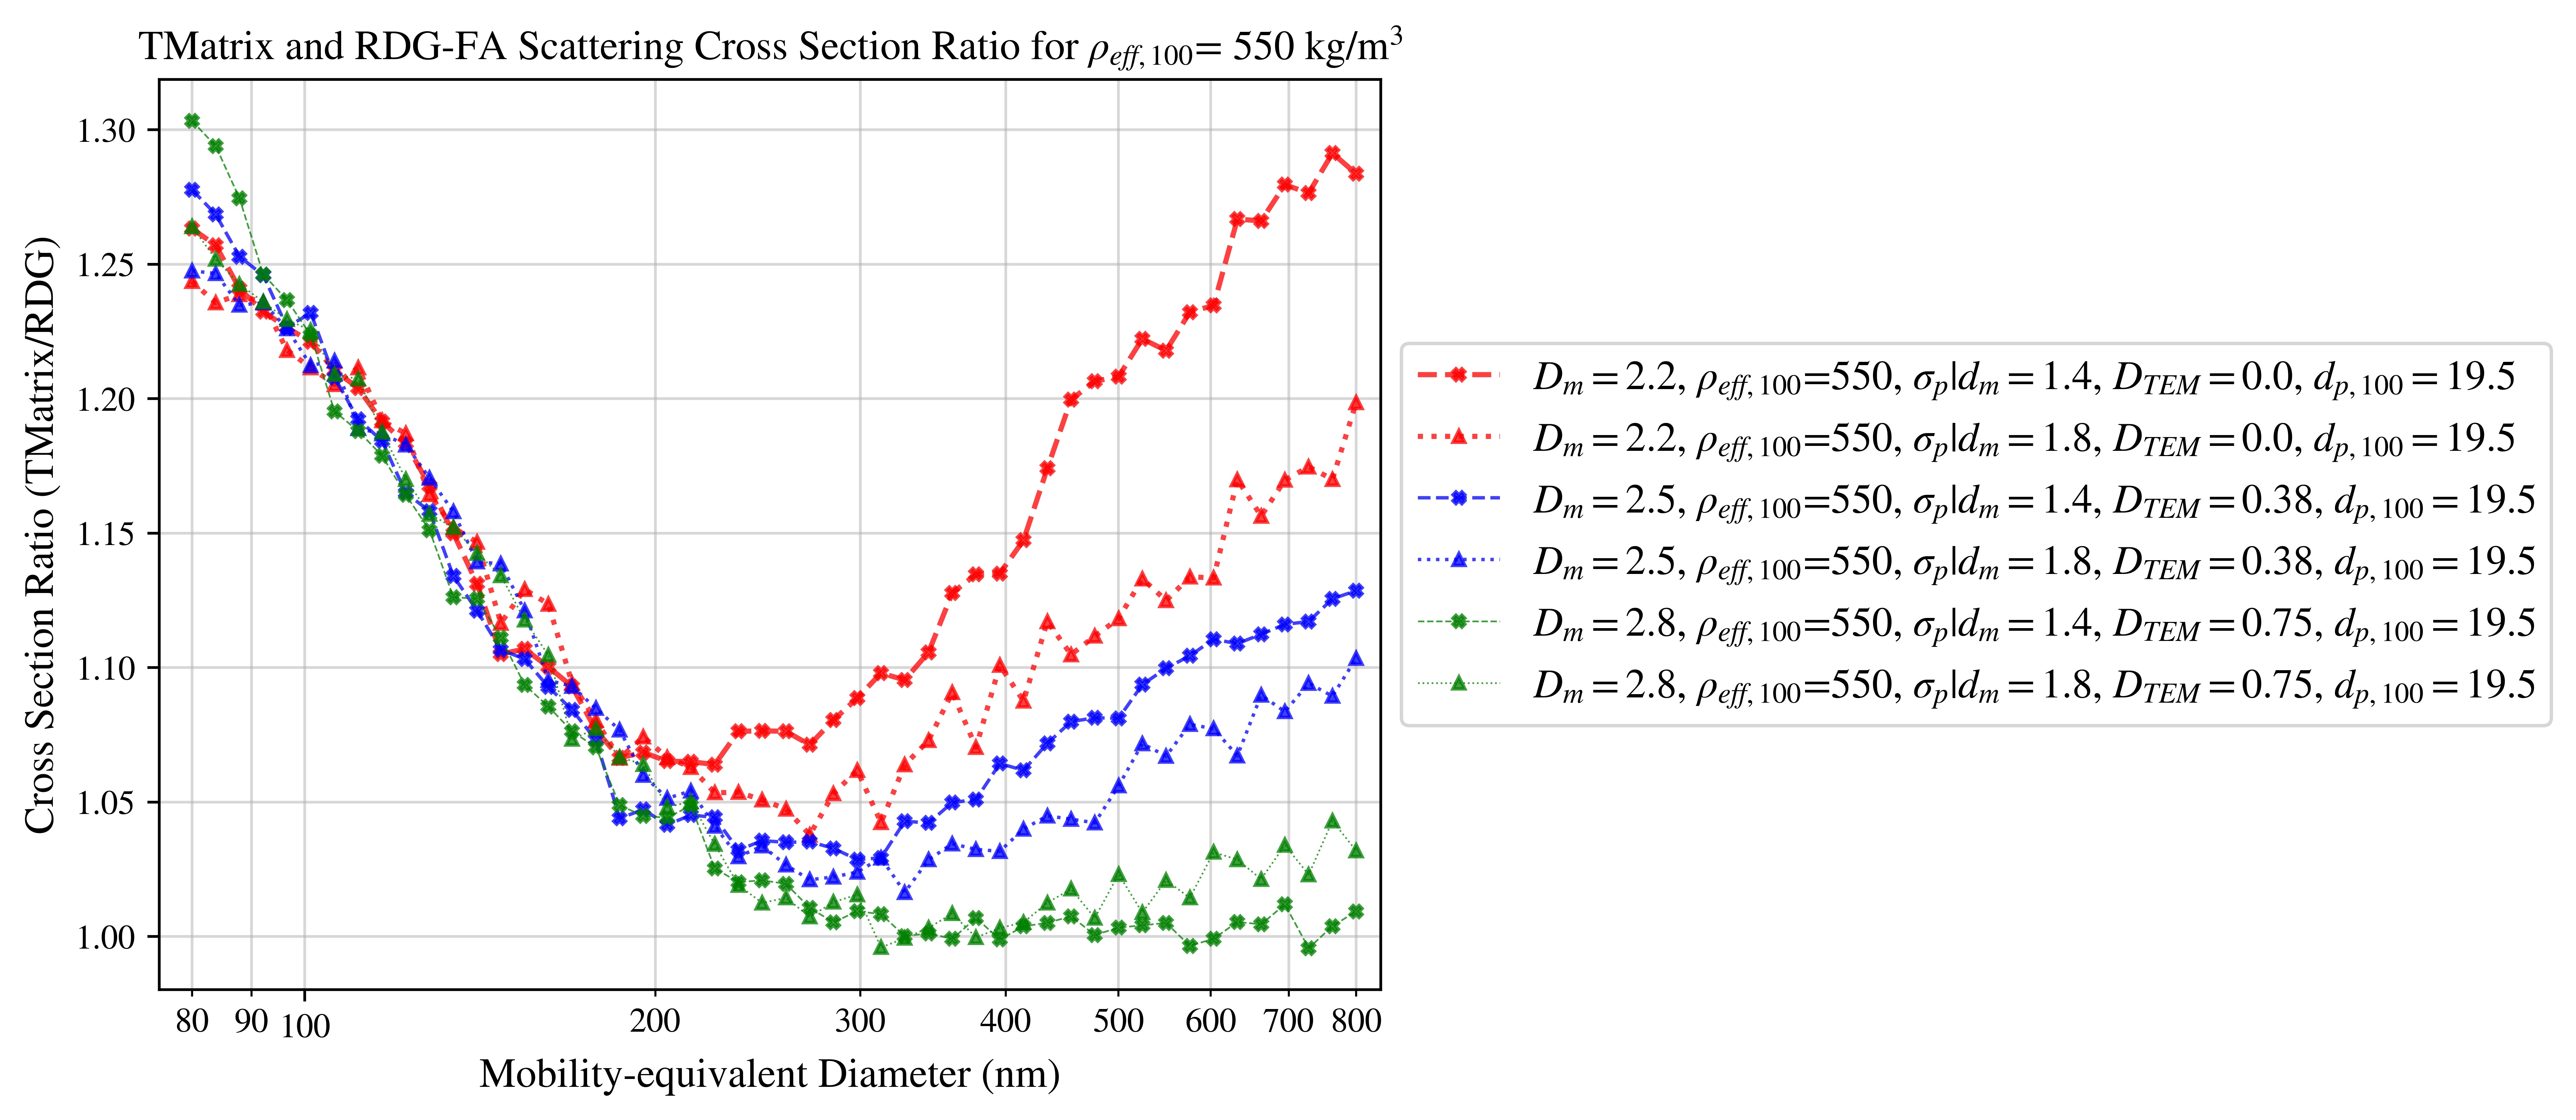 TMatrix and RDG-FA Scattering Cross Section Ratio for ρeff,100= 550 kg/m³
Cross Section Ratio (TMatrix/RDG)
1.30
1.25
1.20
1.15
1.10
1.05
1.00
80 90 100 200 300 400 500 600 700 800
Mobility-equivalent Diameter (nm)
Dm = 2.2, ρeff,100=550, σp|dm = 1.4, DTEM = 0.0, dp,100 = 19.5
Dm = 2.2, ρeff,100=550, σp|dm = 1.8, DTEM = 0.0, dp,100 = 19.5
Dm = 2.5, ρeff,100=550, σp|dm = 1.4, DTEM = 0.38, dp,100 = 19.5
Dm = 2.5, ρeff,100=550, σp|dm = 1.8, DTEM = 0.38, dp,100 = 19.5
Dm = 2.8, ρeff,100=550, σp|dm = 1.4, DTEM = 0.75, dp,100 = 19.5
Dm = 2.8, ρeff,100=550, σp|dm = 1.8, DTEM = 0.75, dp,100 = 19.5